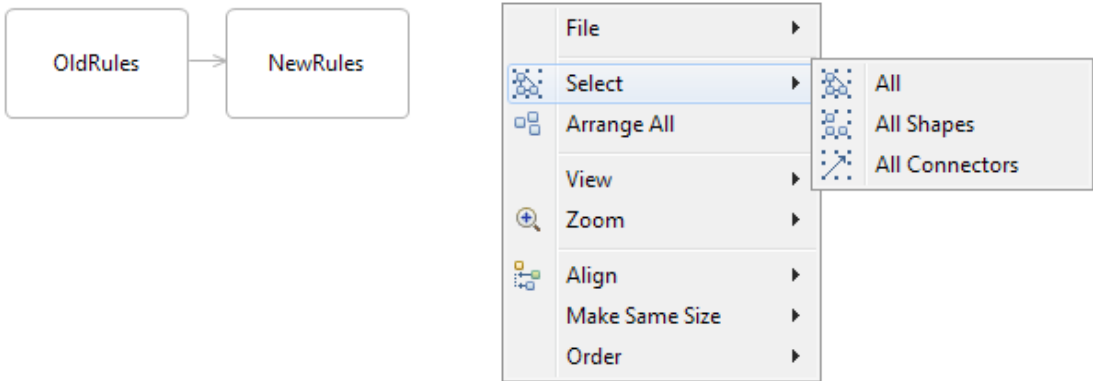 OldRules
NewRules
File
Select
Arrange All
View
Zoom
Align
Make Same Size
Order
All
All Shapes
All Connectors